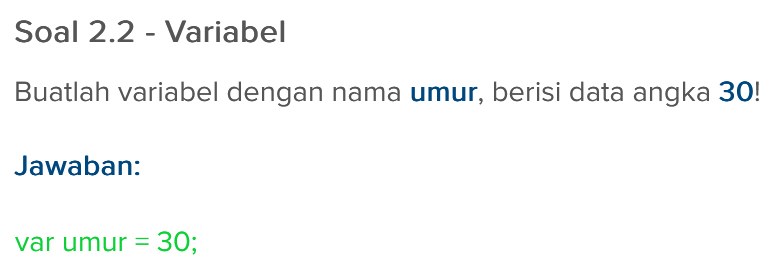 Soal 2.2 - Variabel
Buatlah variabel dengan nama umur, berisi data angka 30!
Jawaban:
var umur = 30;